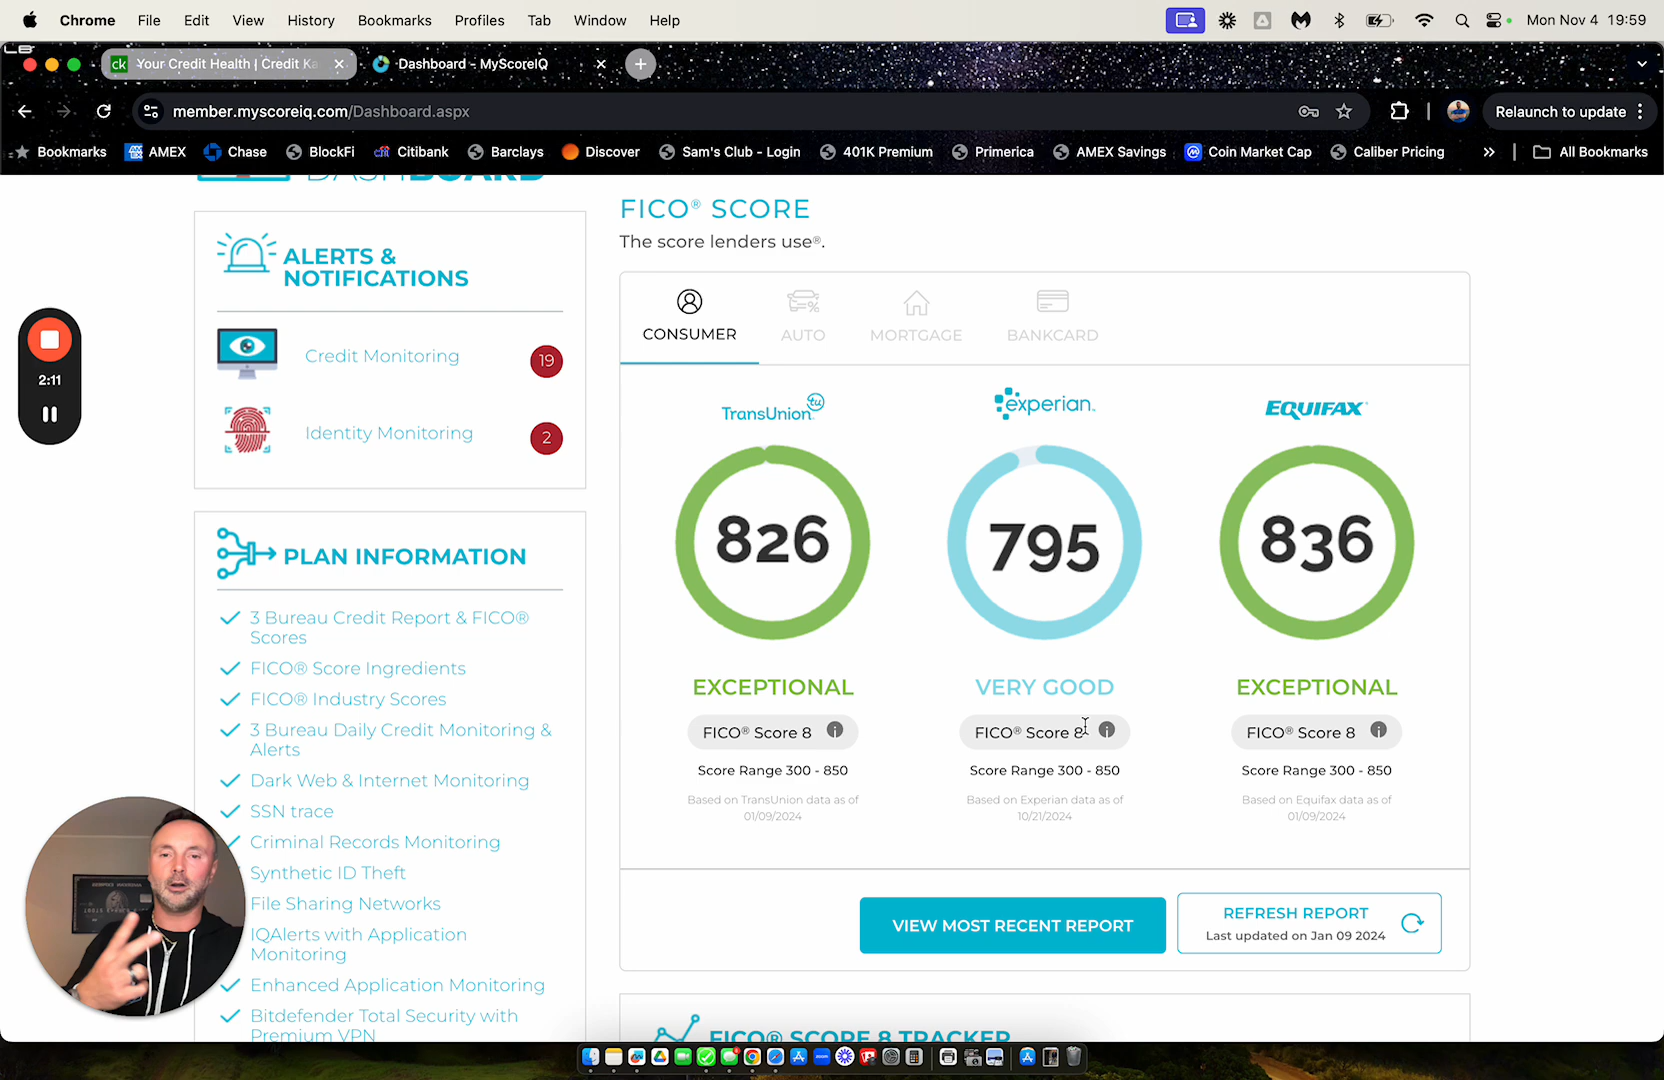 Chrome File Edit View History Bookmarks Profiles Tab Window Help Mon Nov 4 19:59
ck Your Credit Health | Credit Ka Dashboard - MyScoreIQ
member.myscoreiq.com/Dashboard.aspx Relaunch to update
Bookmarks AMEX Chase BlockFi Citibank Barclays Discover Sam's Club - Login 401K Premium Primerica AMEX Savings Coin Market Cap Caliber Pricing » All Bookmarks
DASHBOARD
ALERTS &
NOTIFICATIONS
Credit Monitoring 19
Identity Monitoring 2
2:11
PLAN INFORMATION
3 Bureau Credit Report & FICO®
Scores
FICO® Score Ingredients
FICO® Industry Scores
3 Bureau Daily Credit Monitoring &
Alerts
Dark Web & Internet Monitoring
SSN trace
Criminal Records Monitoring
Synthetic ID Theft
File Sharing Networks
IQAlerts with Application
Monitoring
Enhanced Application Monitoring
Bitdefender Total Security with
Premium VPN
FICO® SCORE
The score lenders use®.
CONSUMER AUTO MORTGAGE BANKCARD
TransUnion tu experian EQUIFAX
826 795 836
EXCEPTIONAL VERY GOOD EXCEPTIONAL
FICO® Score 8 i FICO® Score 8 i FICO® Score 8 i
Score Range 300 - 850 Score Range 300 - 850 Score Range 300 - 850
Based on TransUnion data as of Based on Experian data as of Based on Equifax data as of
01/09/2024 10/21/2024 01/09/2024
VIEW MOST RECENT REPORT
REFRESH REPORT
Last updated on Jan 09 2024
FICO® SCORE 8 TRACKER